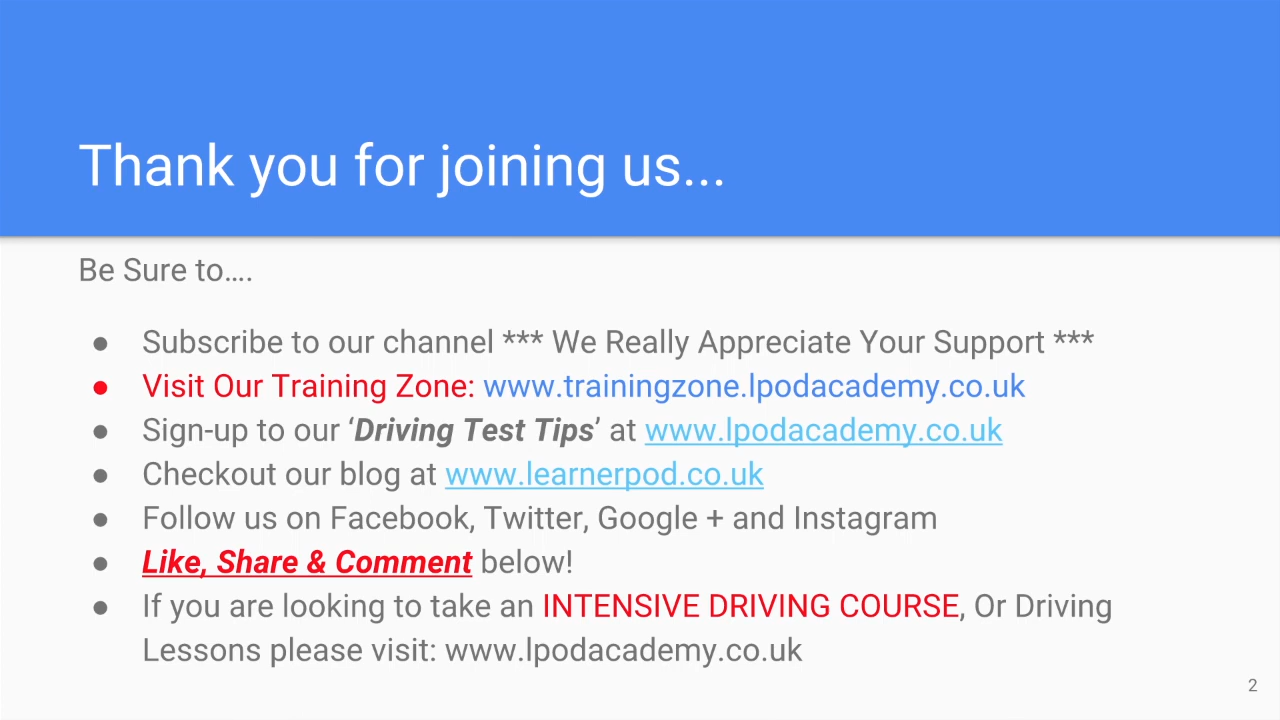 Thank you for joining us...
Be Sure to….
● Subscribe to our channel *** We Really Appreciate Your Support ***
● Visit Our Training Zone: www.trainingzone.lpodacademy.co.uk
● Sign-up to our ‘Driving Test Tips’ at www.lpodacademy.co.uk
● Checkout our blog at www.learnerpod.co.uk
● Follow us on Facebook, Twitter, Google + and Instagram
● Like, Share & Comment below!
● If you are looking to take an INTENSIVE DRIVING COURSE, Or Driving
Lessons please visit: www.lpodacademy.co.uk
2